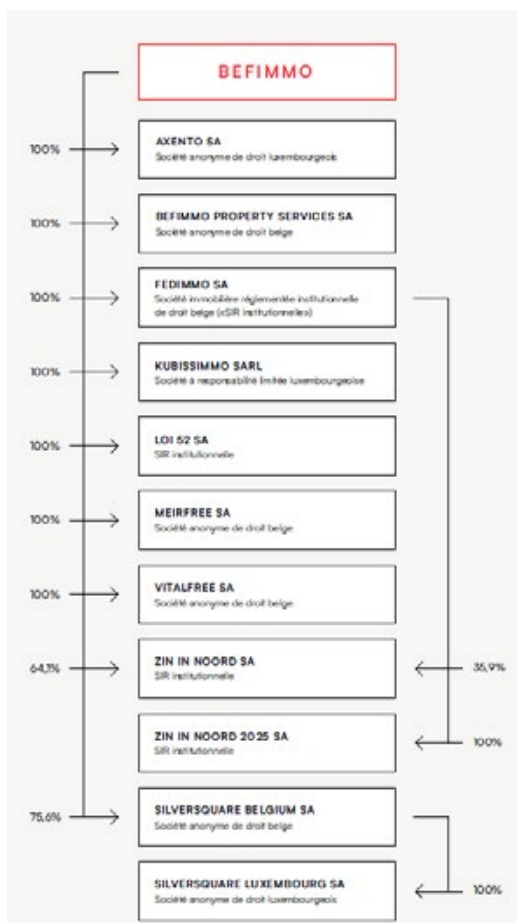 BEFIMMO
100%
AXENTO SA
Société anonyme de droit luxembourgeois
100%
BEFIMMO PROPERTY SERVICES SA
Société anonyme de droit belge
100%
FEDIMMO SA
Société immobilière réglementée institutionnelle
de droit belge («SIR institutionnelle»)
100%
KUBISSIMMO SARL
Société à responsabilité limitée luxembourgeoise
100%
LOI 52 SA
SIR institutionnelle
100%
MEIRFREE SA
Société anonyme de droit belge
100%
VITALFREE SA
Société anonyme de droit belge
64,1%
ZIN IN NOORD SA
SIR institutionnelle
35,9%
ZIN IN NOORD 2025 SA
SIR institutionnelle
100%
75,6%
SILVERSQUARE BELGIUM SA
Société anonyme de droit belge
SILVERSQUARE LUXEMBOURG SA
Société anonyme de droit luxembourgeois
100%